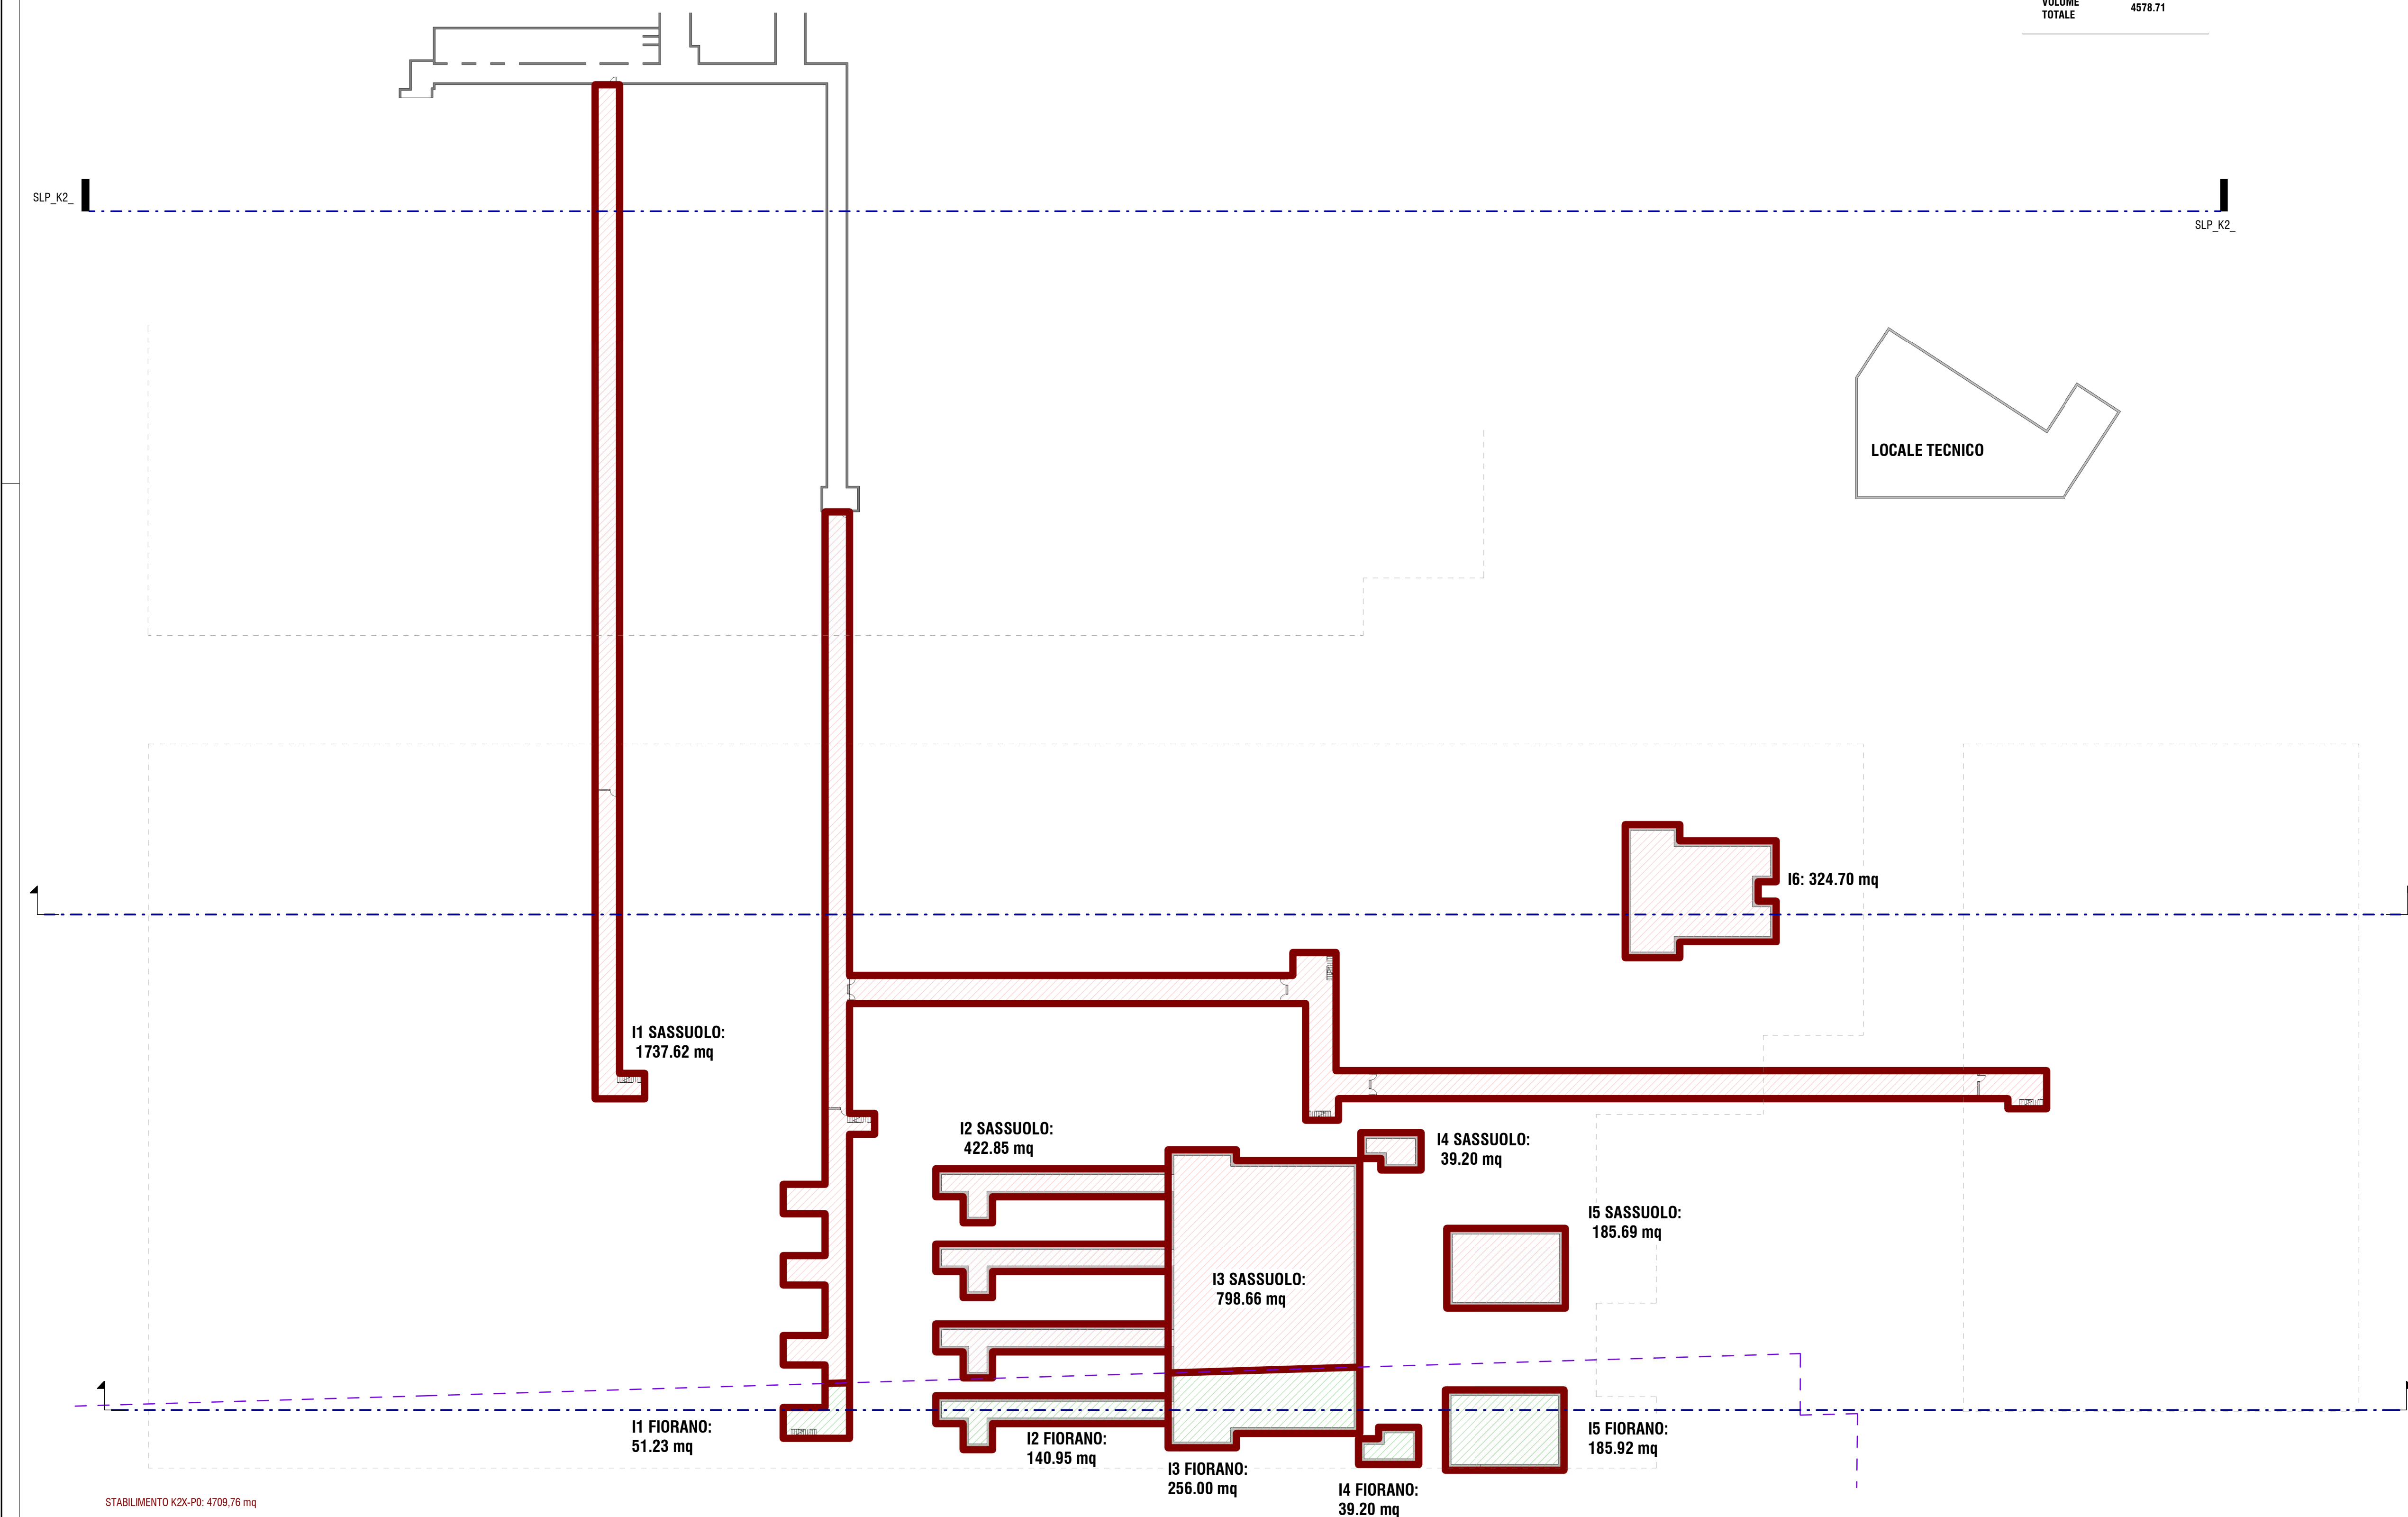 VOLUME
TOTALE
4578.71
SLP_K2_
SLP_K2_
LOCALE TECNICO
I6: 324.70 mq
I1 SASSUOLO:
1737.62 mq
I2 SASSUOLO:
422.85 mq
I4 SASSUOLO:
39.20 mq
I5 SASSUOLO:
185.69 mq
I3 SASSUOLO:
798.66 mq
I1 FIORANO:
51.23 mq
I2 FIORANO:
140.95 mq
I5 FIORANO:
185.92 mq
I3 FIORANO:
256.00 mq
I4 FIORANO:
39.20 mq
STABILIMENTO K2X-P0: 4709,76 mq